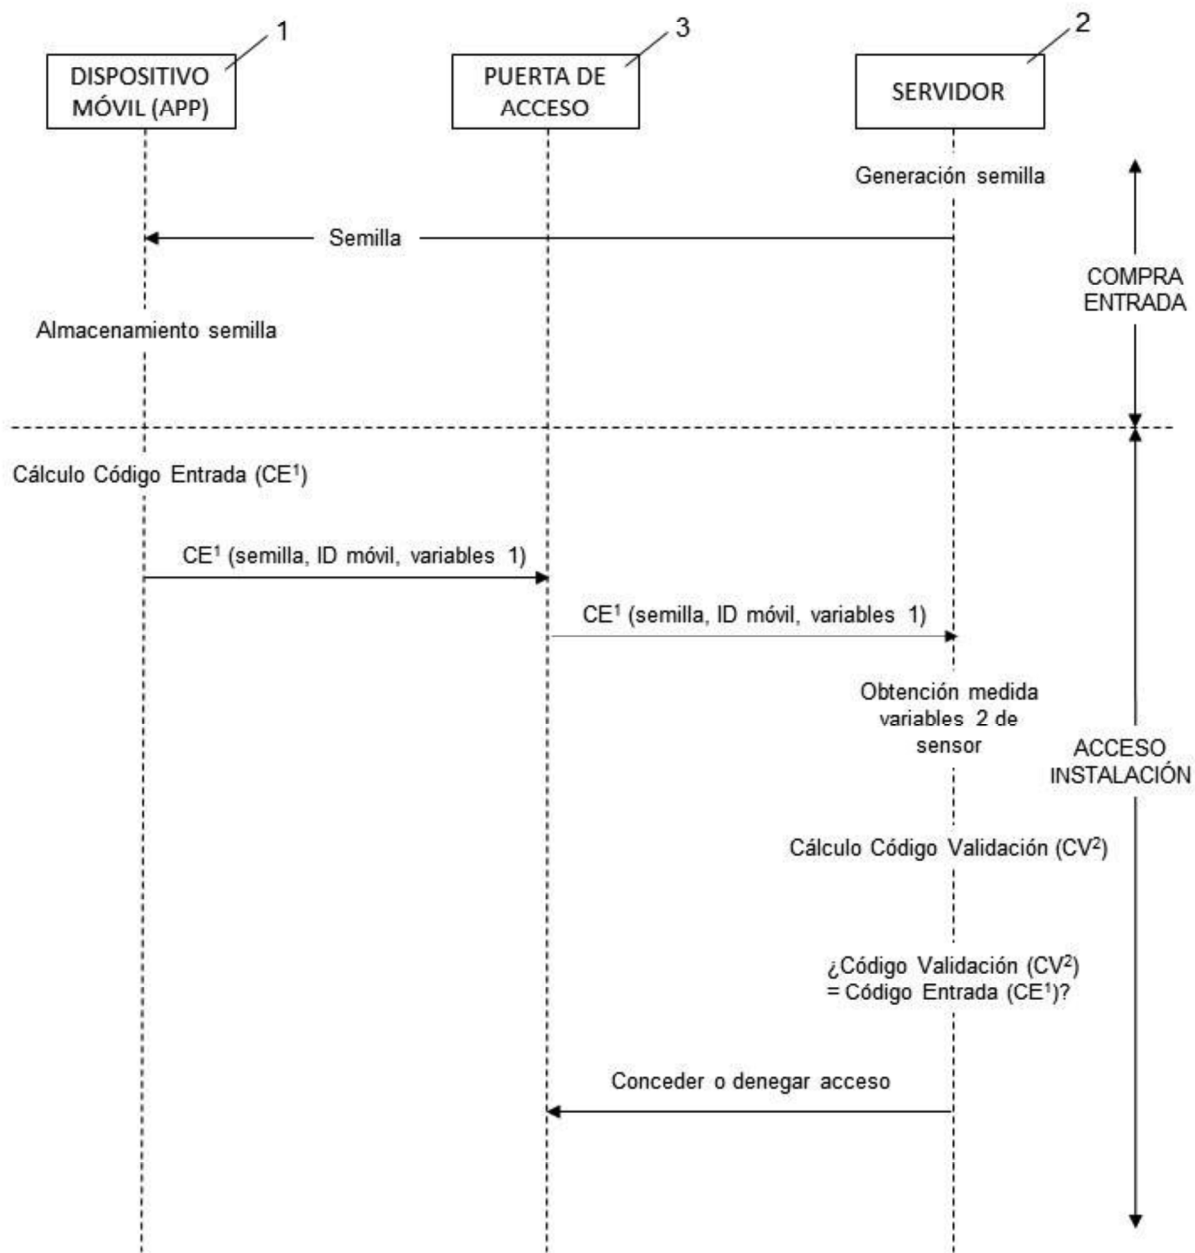 1
3
2
DISPOSITIVO
MÓVIL (APP)
PUERTA DE
ACCESO
SERVIDOR
Generación semilla
Semilla
COMPRA
ENTRADA
Almacenamiento semilla
Cálculo Código Entrada (CE¹)
CE¹ (semilla, ID móvil, variables 1)
CE¹ (semilla, ID móvil, variables 1)
Obtención medida
variables 2 de
sensor
ACCESO
INSTALACIÓN
Cálculo Código Validación (CV²)
¿Código Validación (CV²)
= Código Entrada (CE¹)?
Conceder o denegar acceso